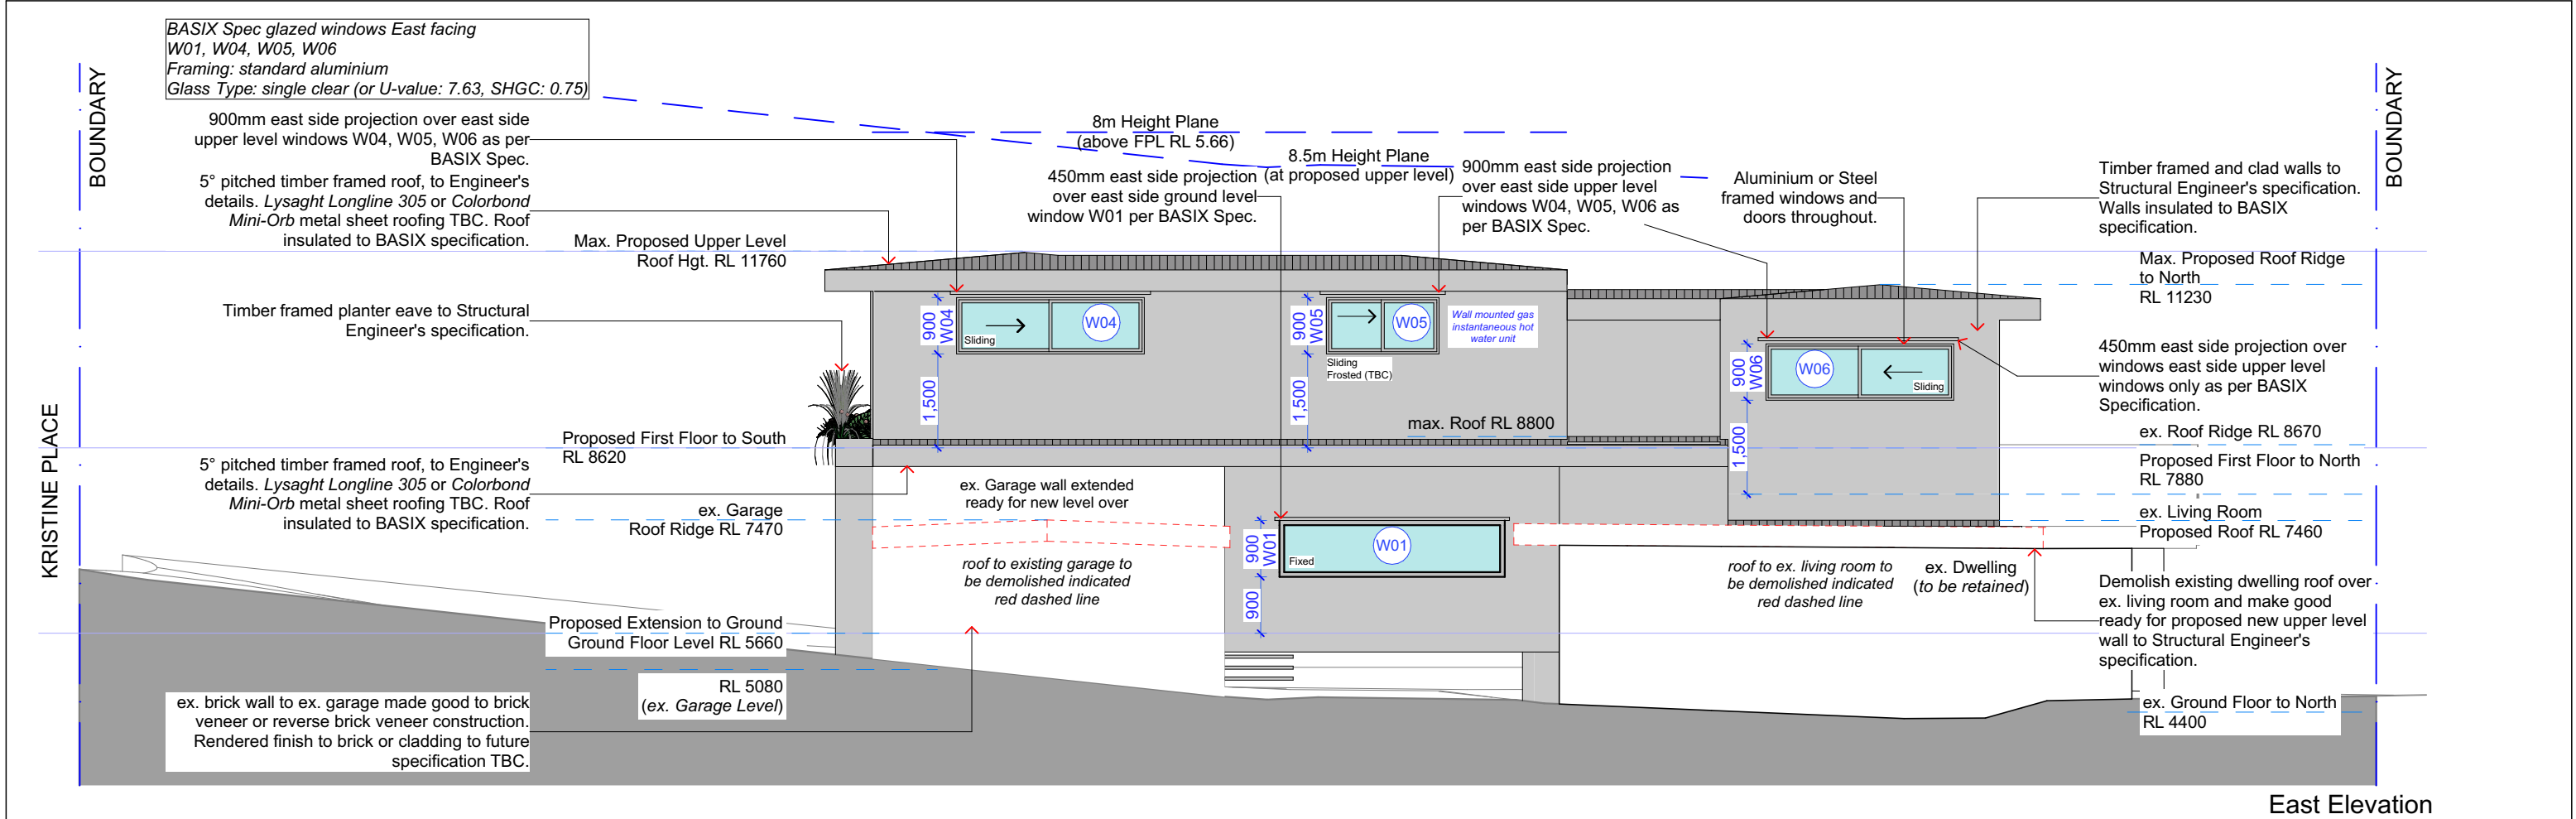 BASIX Spec glazed windows East facing
W01, W04, W05, W06
Framing: standard aluminium
Glass Type: single clear (or U-value: 7.63, SHGC: 0.75)
BOUNDARY
KRISTINE PLACE
900mm east side projection over east side
upper level windows W04, W05, W06 as per
BASIX Spec.
5° pitched timber framed roof, to Engineer's
details. Lysaght Longline 305 or Colorbond
Mini-Orb metal sheet roofing TBC. Roof
insulated to BASIX specification.
Max. Proposed Upper Level
Roof Hgt. RL 11760
Timber framed planter eave to Structural
Engineer's specification.
Proposed First Floor to South
RL 8620
5° pitched timber framed roof, to Engineer's
details. Lysaght Longline 305 or Colorbond
Mini-Orb metal sheet roofing TBC. Roof
insulated to BASIX specification.
ex. Garage
Roof Ridge RL 7470
Proposed Extension to Ground
Ground Floor Level RL 5660
RL 5080
(ex. Garage Level)
ex. brick wall to ex. garage made good to brick
veneer or reverse brick veneer construction.
Rendered finish to brick or cladding to future
specification TBC.
8m Height Plane
(above FPL RL 5.66)
8.5m Height Plane
(at proposed upper level)
450mm east side projection
over east side ground level
window W01 per BASIX Spec.
900mm east side projection
over east side upper level
windows W04, W05, W06 as
per BASIX Spec.
Aluminium or Steel
framed windows and
doors throughout.
900
W04
1,500
Sliding
W04
900
W05
1,500
W05
Sliding
Frosted (TBC)
Wall mounted gas
instantaneous hot
water unit
900
W06
1,500
W06
Sliding
max. Roof RL 8800
ex. Garage wall extended
ready for new level over
roof to existing garage to
be demolished indicated
red dashed line
900
W01
900
Fixed
W01
roof to ex. living room to
be demolished indicated
red dashed line
ex. Dwelling
(to be retained)
BOUNDARY
Timber framed and clad walls to
Structural Engineer's specification.
Walls insulated to BASIX
specification.
Max. Proposed Roof Ridge
to North
RL 11230
450mm east side projection over
windows east side upper level
windows only as per BASIX
Specification.
ex. Roof Ridge RL 8670
Proposed First Floor to North
RL 7880
ex. Living Room
Proposed Roof RL 7460
Demolish existing dwelling roof over
ex. living room and make good
ready for proposed new upper level
wall to Structural Engineer's
specification.
ex. Ground Floor to North
RL 4400
East Elevation